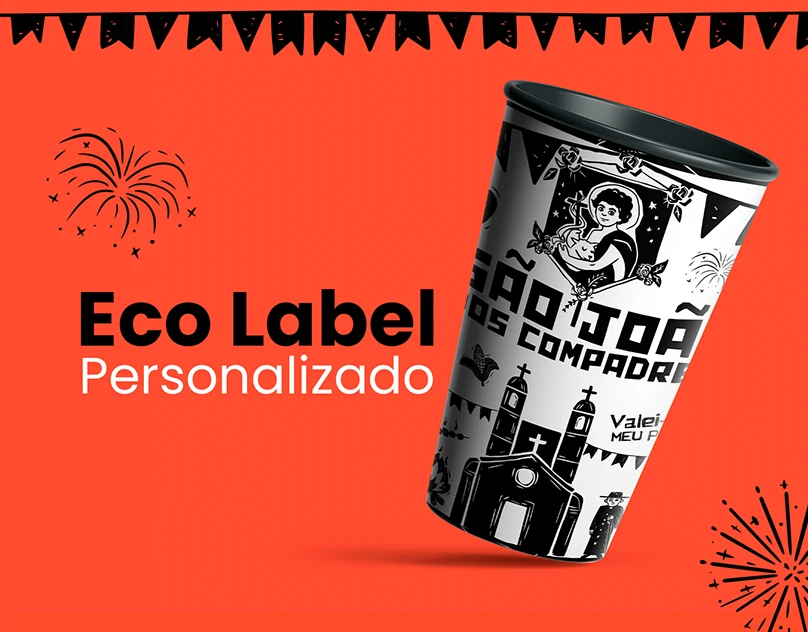 Eco Label
Personalizado
SÃO JOÃ
DOS COMPADRE
Valei-
MEU P